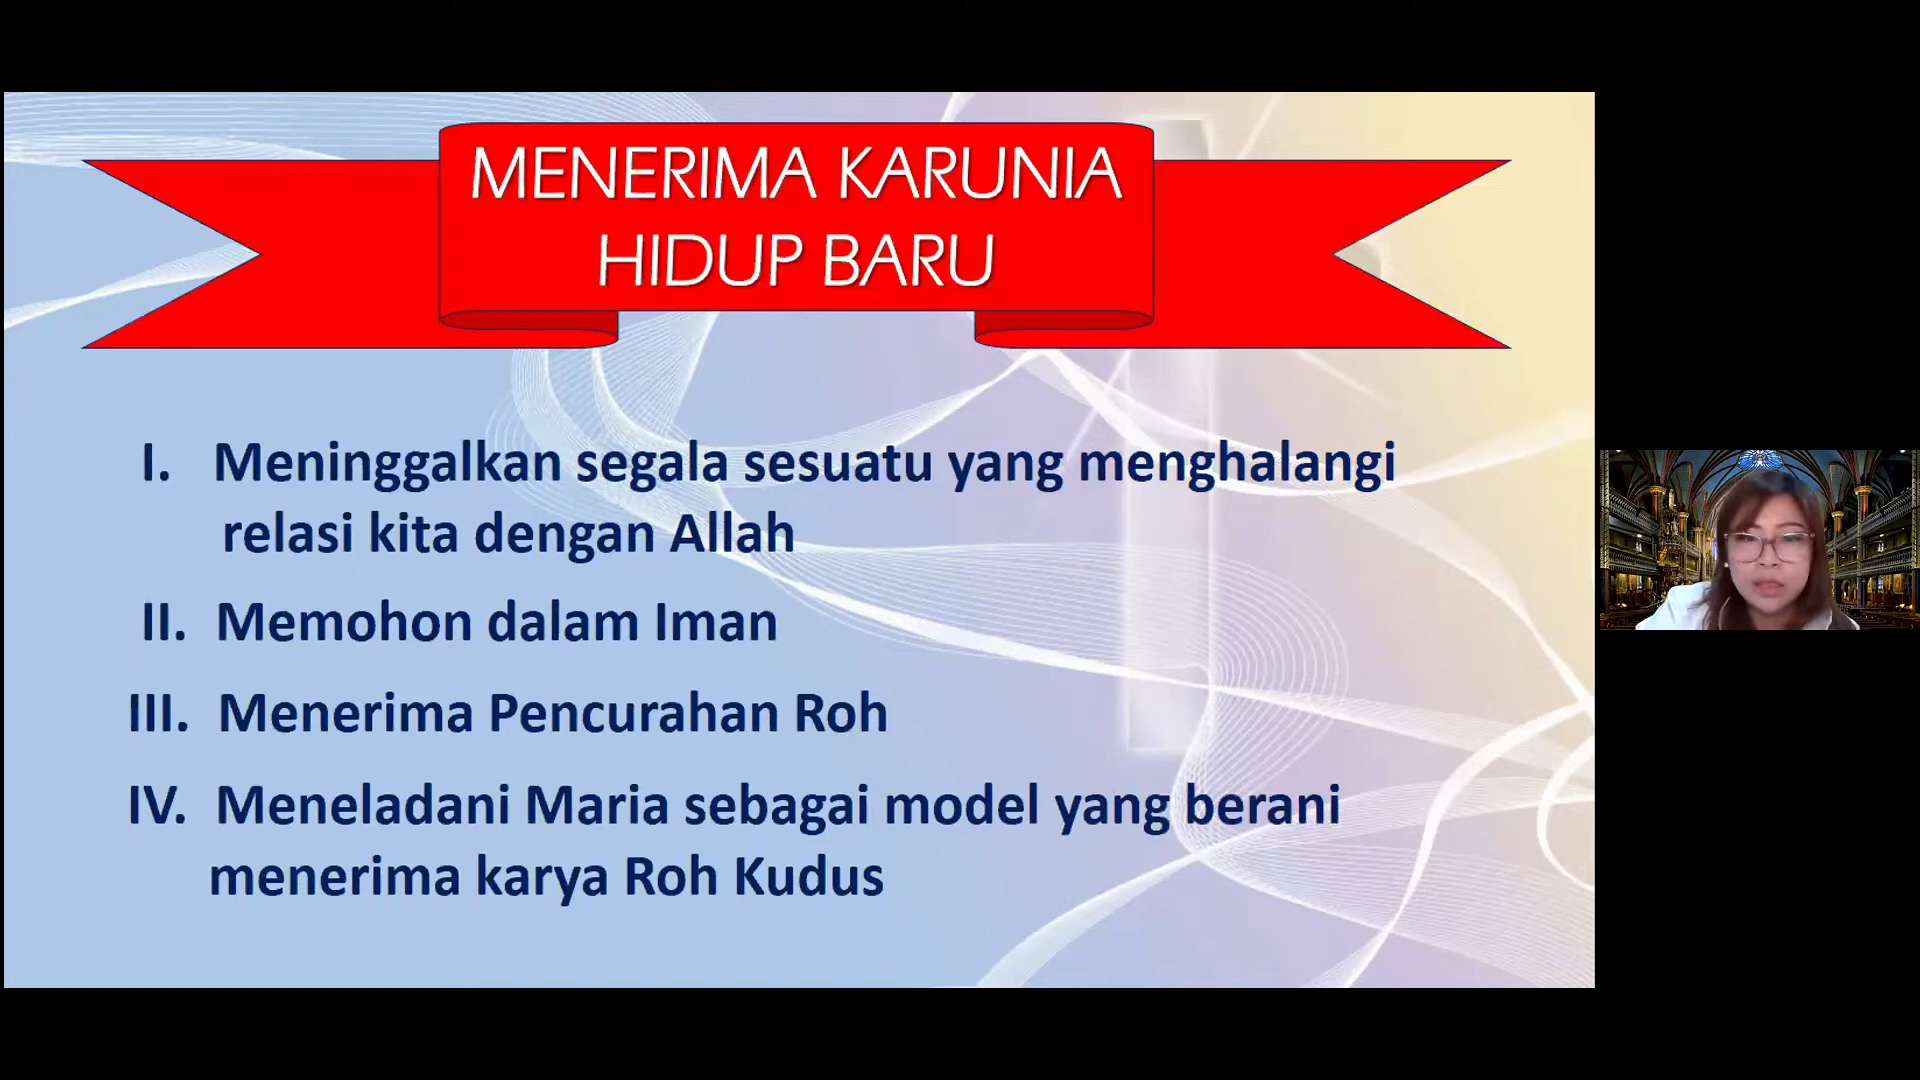 MENERIMA KARUNIA
HIDUP BARU
I. Meninggalkan segala sesuatu yang menghalangi
relasi kita dengan Allah
II. Memohon dalam Iman
III. Menerima Pencurahan Roh
IV. Meneladani Maria sebagai model yang berani
menerima karya Roh Kudus